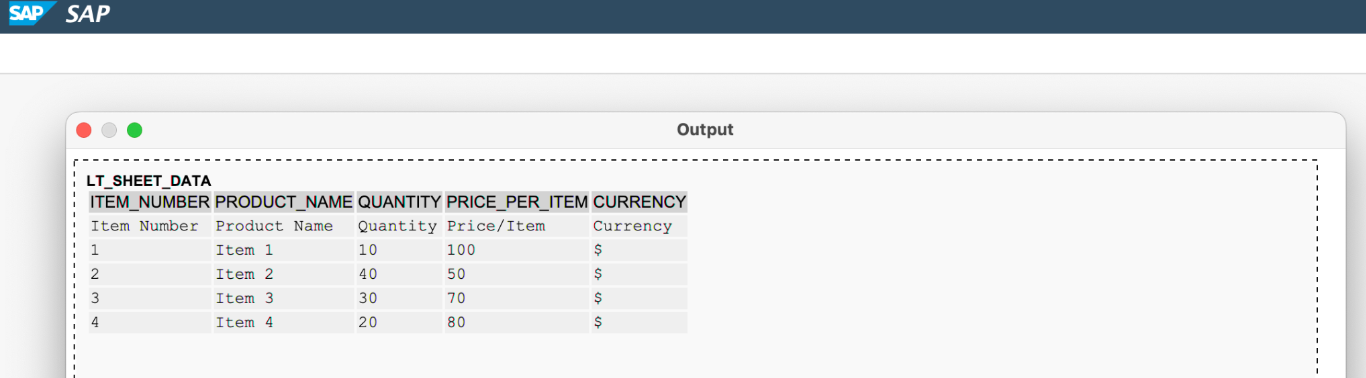 SAP SAP
Output
LT_SHEET_DATA
ITEM_NUMBER PRODUCT_NAME QUANTITY PRICE_PER_ITEM CURRENCY
Item Number Product Name Quantity Price/Item Currency
1 Item 1 10 100 $
2 Item 2 40 50 $
3 Item 3 30 70 $
4 Item 4 20 80 $